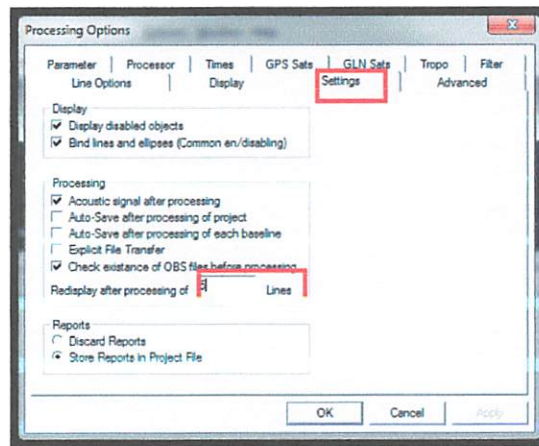 Processing Options
Parameter Processor Times GPS Sats GLN Sats Tropo Filter
Line Options Display Settings Advanced
Display
Display disabled objects
Bind lines and ellipses (Common en/disabling)
Processing
Acoustic signal after processing
Auto-Save after processing of project
Auto-Save after processing of each baseline
Explicit File Transfer
Check existance of OBS files before processing
Redisplay after processing of Lines
Reports
Discard Reports
Store Reports in Project File
OK Cancel Apply